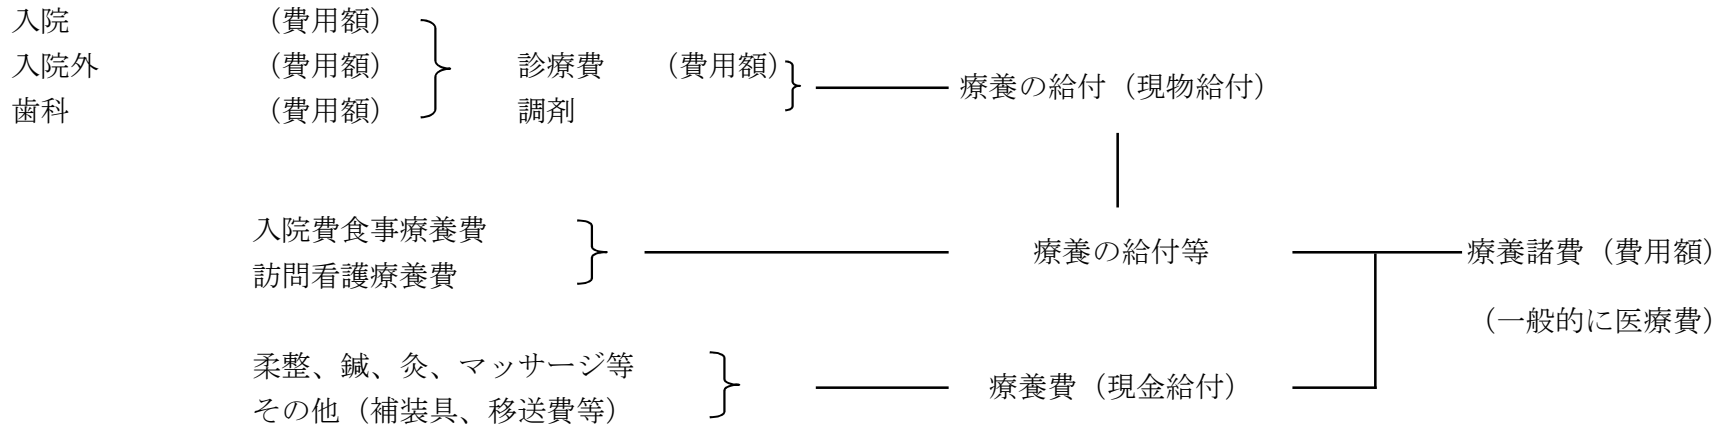 入院 （費用額）
入院外 （費用額） 診療費 （費用額）
療養の給付（現物給付）
歯科 （費用額） 調剤
入院費食事療養費
療養の給付等 療養諸費（費用額）
訪問看護療養費
（一般的に医療費）
柔整、鍼、灸、マッサージ等
療養費（現金給付）
その他（補装具、移送費等）